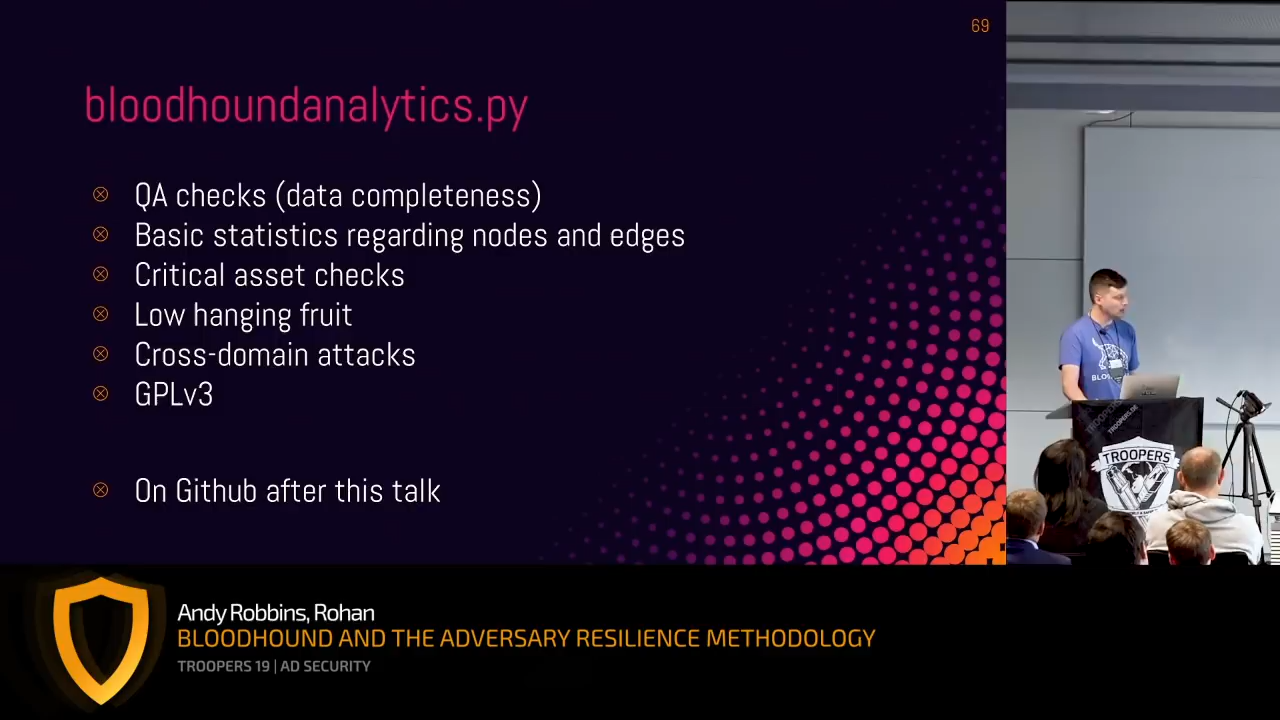 69
bloodhoundanalytics.py
QA checks (data completeness)
Basic statistics regarding nodes and edges
Critical asset checks
Low hanging fruit
Cross-domain attacks
GPLv3
On Github after this talk
TROOPERS
Andy Robbins, Rohan
BLOODHOUND AND THE ADVERSARY RESILIENCE METHODOLOGY
TROOPERS 19 | AD SECURITY